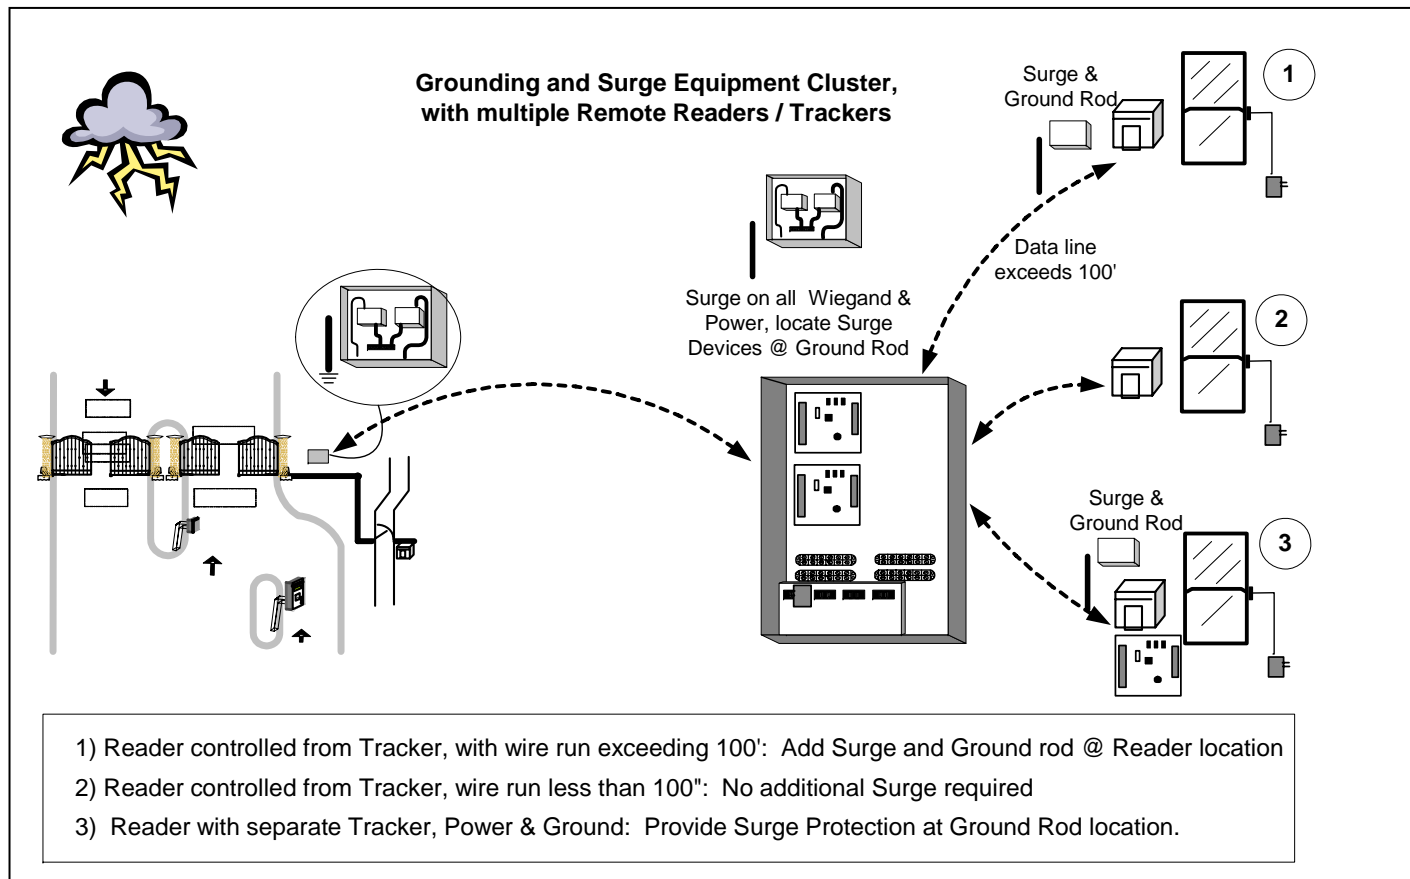 Grounding and Surge Equipment Cluster,
with multiple Remote Readers / Trackers
Surge &
Ground Rod
1
Data line
exceeds 100'
Surge on all Wiegand &
Power, locate Surge
Devices @ Ground Rod
2
Surge &
Ground Rod
3
1) Reader controlled from Tracker, with wire run exceeding 100': Add Surge and Ground rod @ Reader location
2) Reader controlled from Tracker, wire run less than 100": No additional Surge required
3) Reader with separate Tracker, Power & Ground: Provide Surge Protection at Ground Rod location.